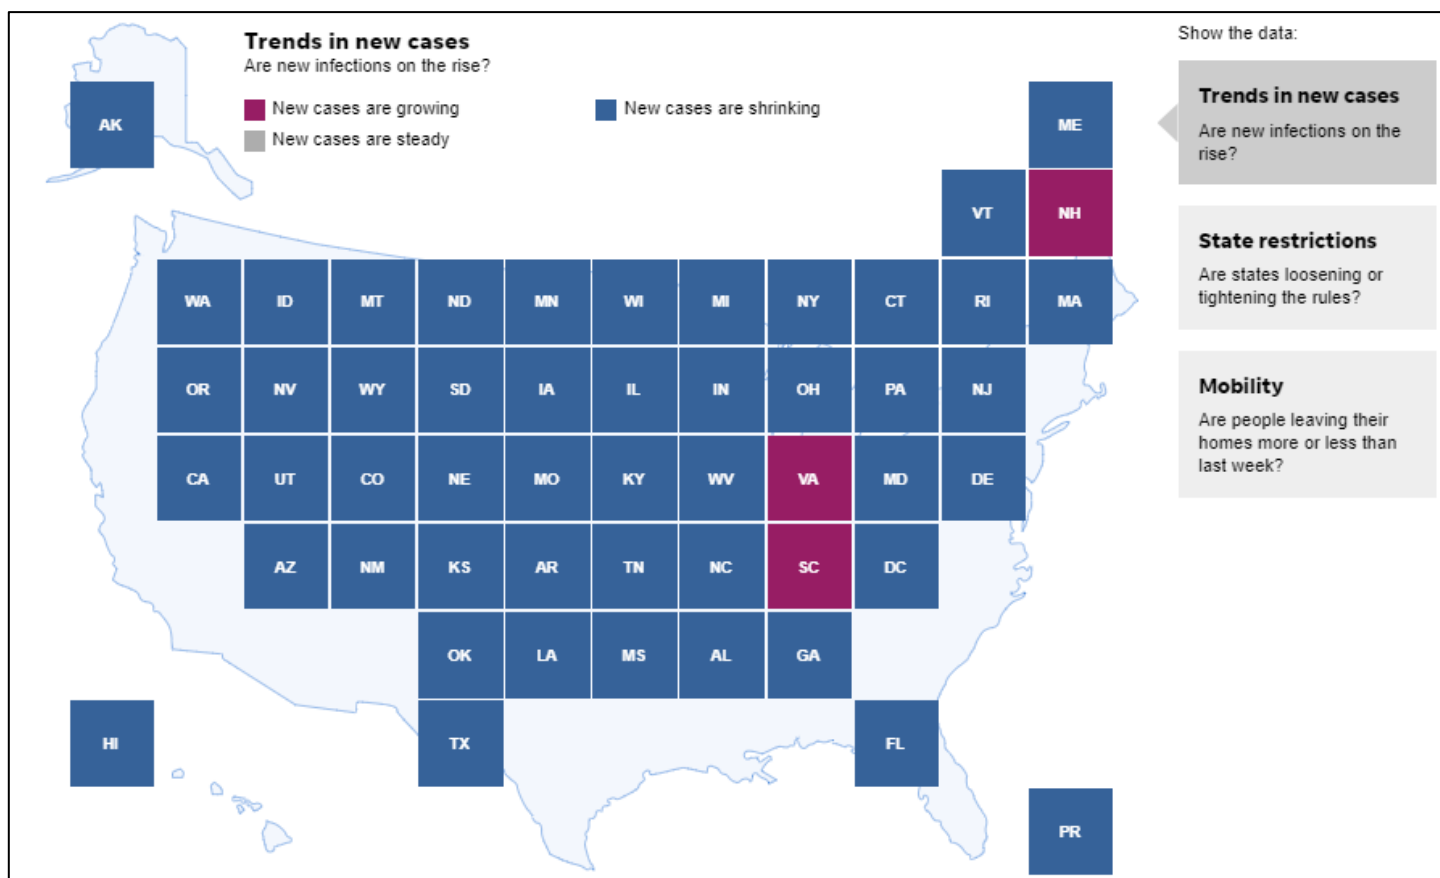 Trends in new cases
Are new infections on the rise?
New cases are growing
New cases are shrinking
New cases are steady
Show the data:
Trends in new cases
Are new infections on the
rise?
State restrictions
Are states loosening or
tightening the rules?
Mobility
Are people leaving their
homes more or less than
last week?
AK
ME
VT
NH
WA
ID
MT
ND
MN
WI
MI
NY
CT
RI
MA
OR
NV
WY
SD
IA
IL
IN
OH
PA
NJ
CA
UT
CO
NE
MO
KY
WV
VA
MD
DE
AZ
NM
KS
AR
TN
NC
SC
DC
OK
LA
MS
AL
GA
HI
TX
FL
PR